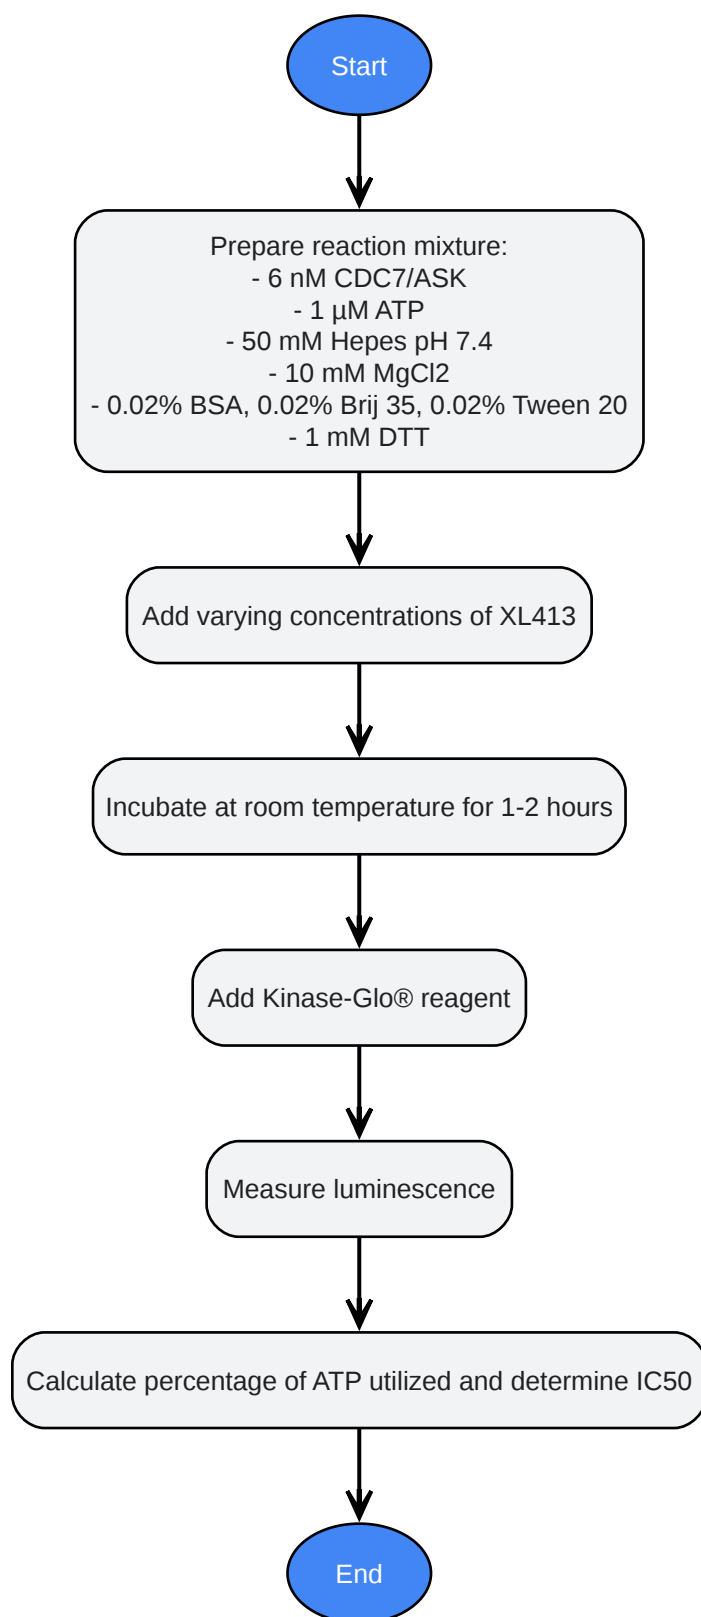 Start
Prepare reaction mixture:
- 6 nM CDC7/ASK
- 1 µM ATP
- 50 mM Hepes pH 7.4
- 10 mM MgCl2
- 0.02% BSA, 0.02% Brij 35, 0.02% Tween 20
- 1 mM DTT
Add varying concentrations of XL413
Incubate at room temperature for 1-2 hours
Add Kinase-Glo® reagent
Measure luminescence
Calculate percentage of ATP utilized and determine IC50
End